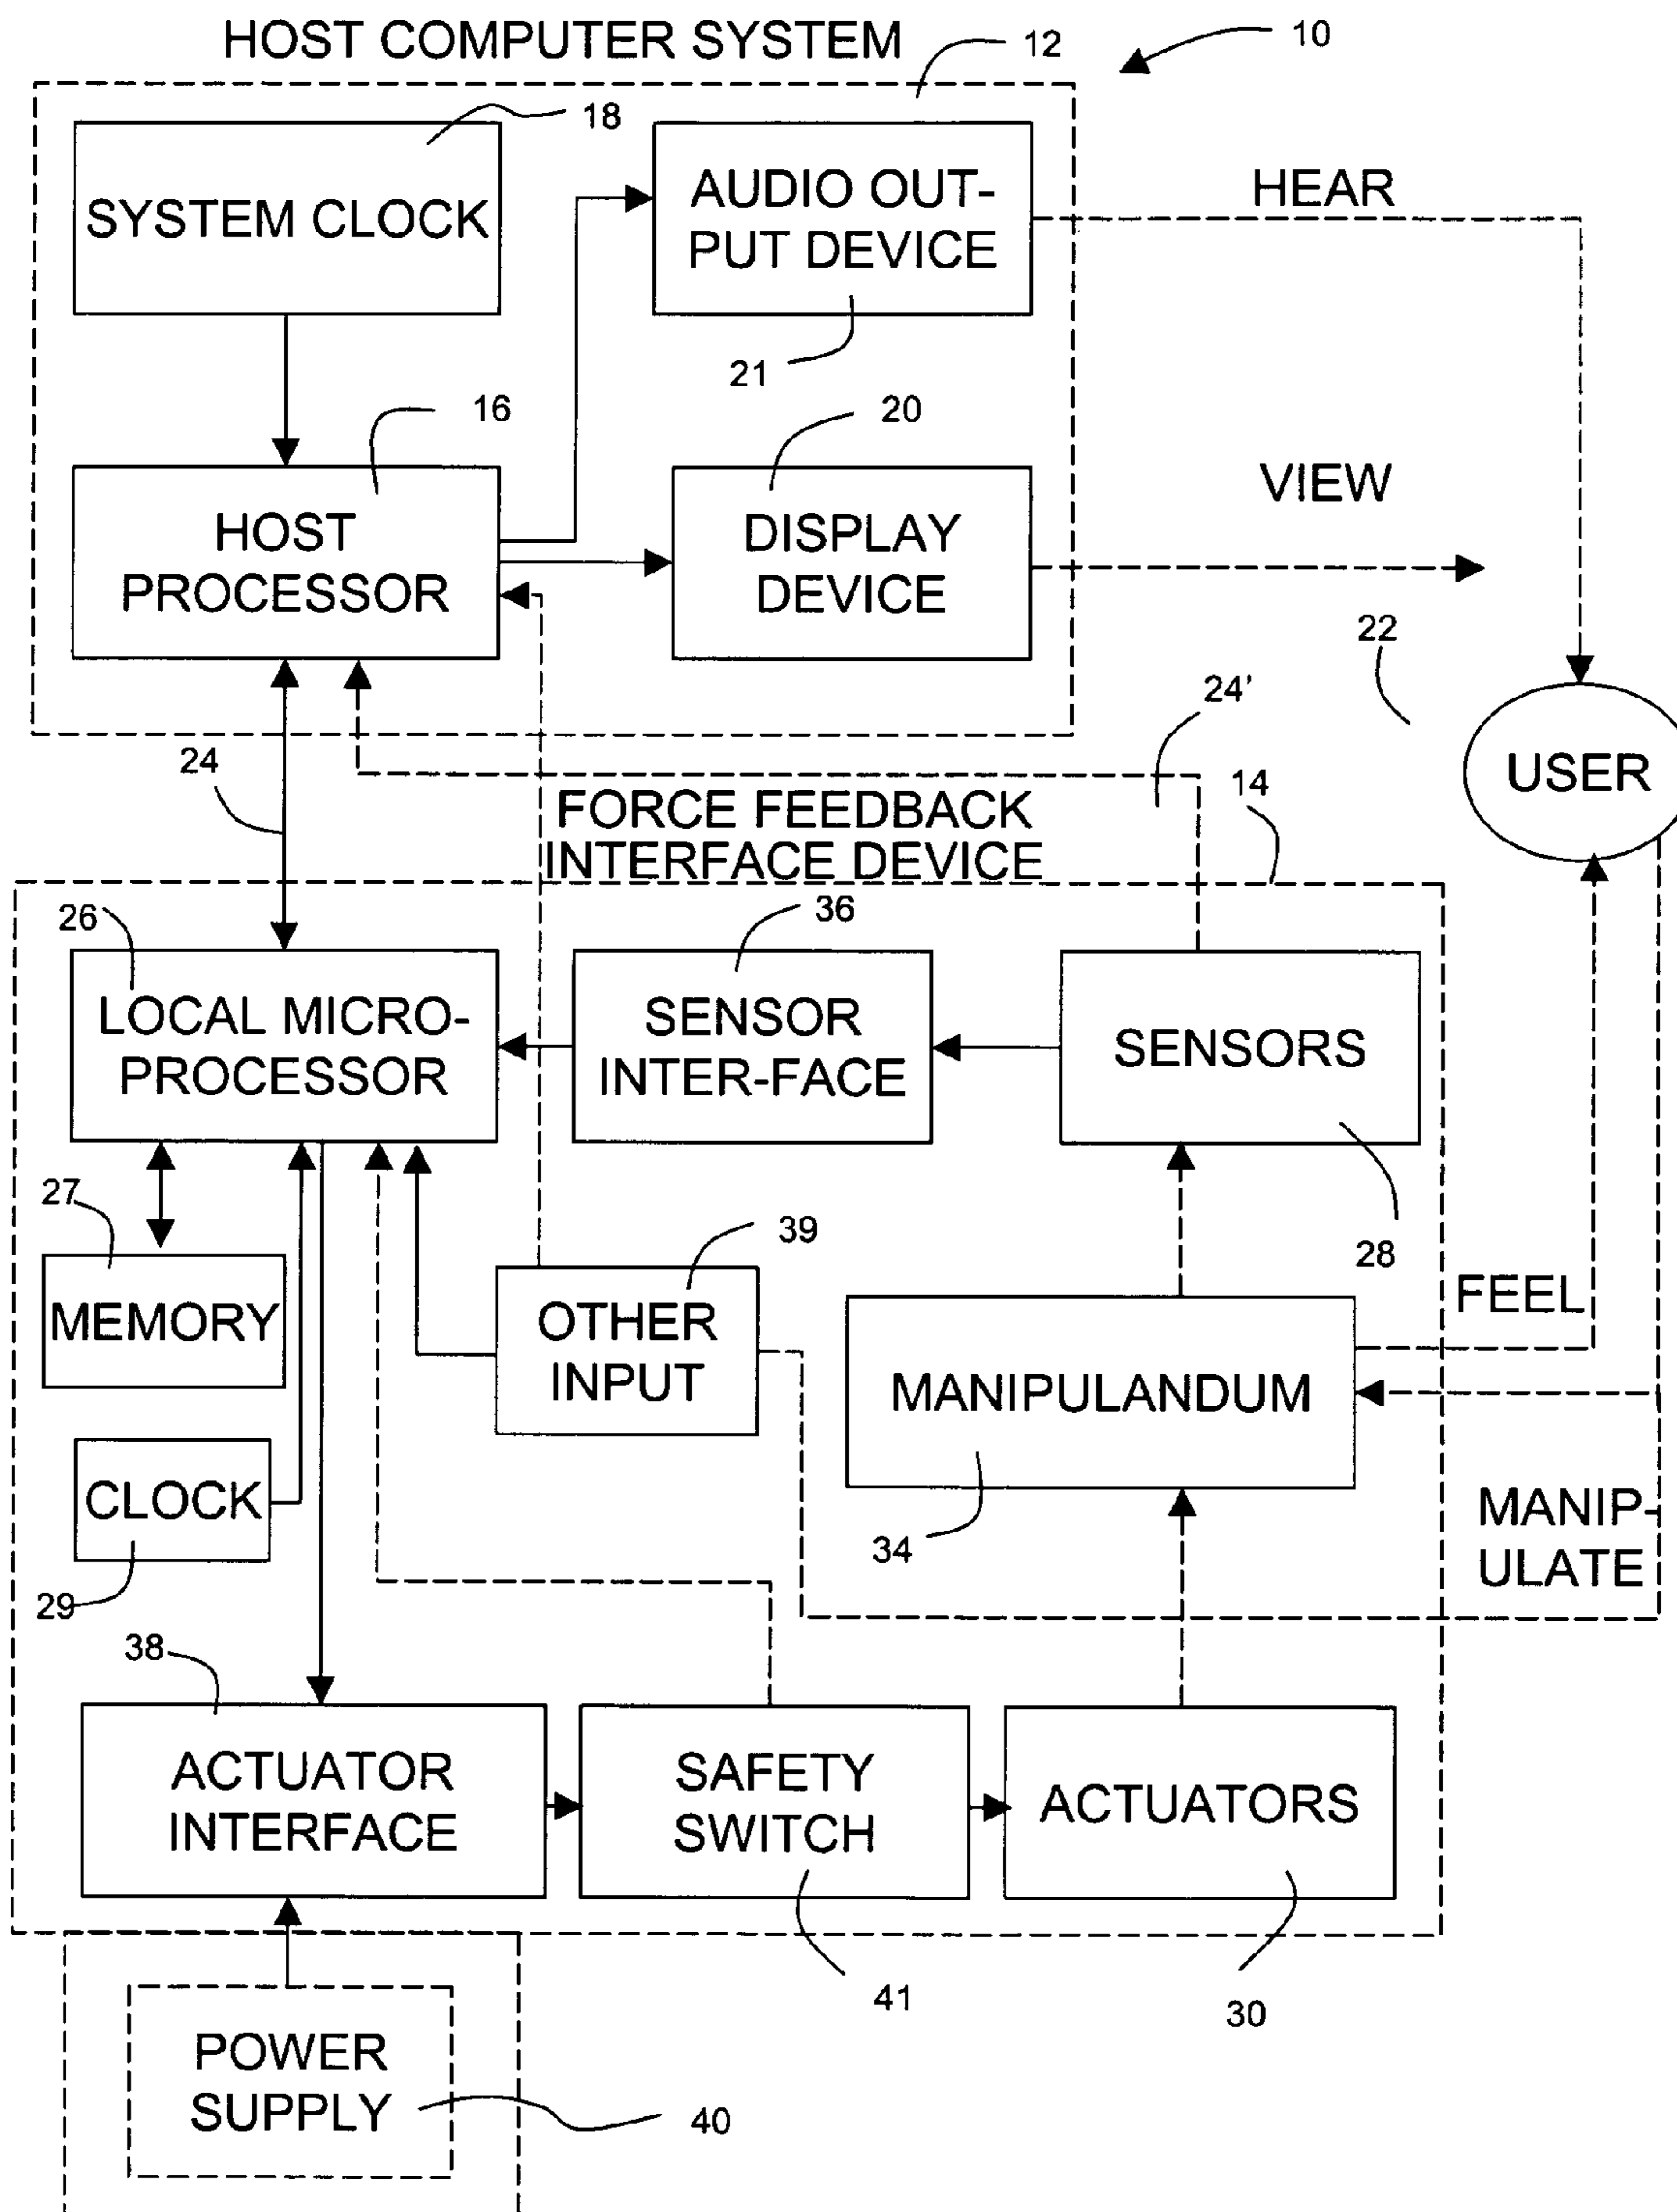 HOST COMPUTER SYSTEM
12
10
18
SYSTEM CLOCK
AUDIO OUT-
PUT DEVICE
HEAR
21
16
20
HOST
PROCESSOR
DISPLAY
DEVICE
VIEW
22
24'
24
USER
14
FORCE FEEDBACK
INTERFACE DEVICE
26
36
LOCAL MICRO-
PROCESSOR
SENSOR
INTER-FACE
SENSORS
27
39
28
MEMORY
OTHER
INPUT
FEEL
MANIPULANDUM
CLOCK
MANIP-
ULATE
34
29
38
ACTUATOR
INTERFACE
SAFETY
SWITCH
ACTUATORS
41
30
POWER
SUPPLY
40